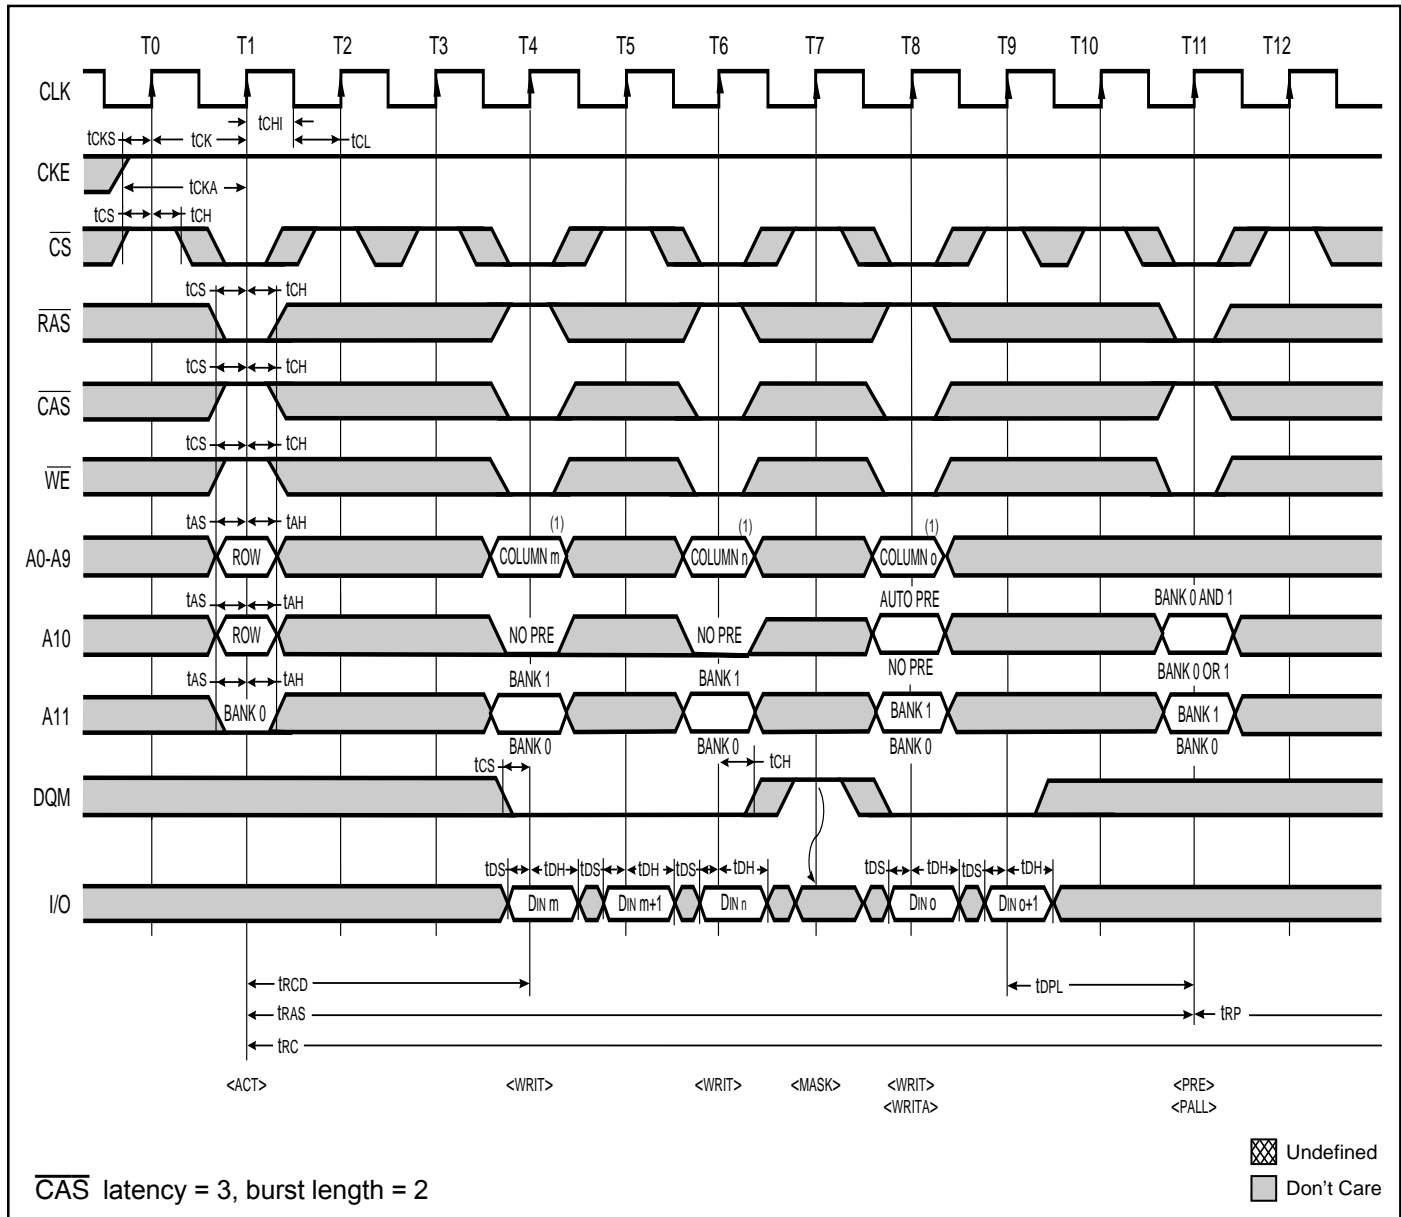 T0 T1 T2 T3 T4 T5 T6 T7 T8 T9 T10 T11 T12
CLK
tCHI
tCKS tCK tCL
CKE
tCKA
tCS tCH
CS
tCS tCH
RAS
tCS tCH
CAS
tCS tCH
WE
tAS tAH (1) (1) (1)
A0-A9 ROW COLUMN m COLUMN n COLUMN o
tAS tAH AUTO PRE BANK 0 AND 1
A10 ROW NO PRE NO PRE
NO PRE BANK 0 OR 1
tAS tAH BANK 1 BANK 1
A11 BANK 0 BANK 1 BANK 1
BANK 0 BANK 0 BANK 0 BANK 0
tCS tCH
DQM
tDS tDH tDS tDH tDS tDH tDS tDH tDS tDH
I/O DIN m DIN m+1 DIN n DIN o DIN o+1
tRCD tDPL
tRAS tRP
tRC
<ACT> <WRIT> <WRIT> <MASK> <WRIT> <PRE>
<WRITA> <PALL>
Undefined
CAS latency = 3, burst length = 2
Don't Care